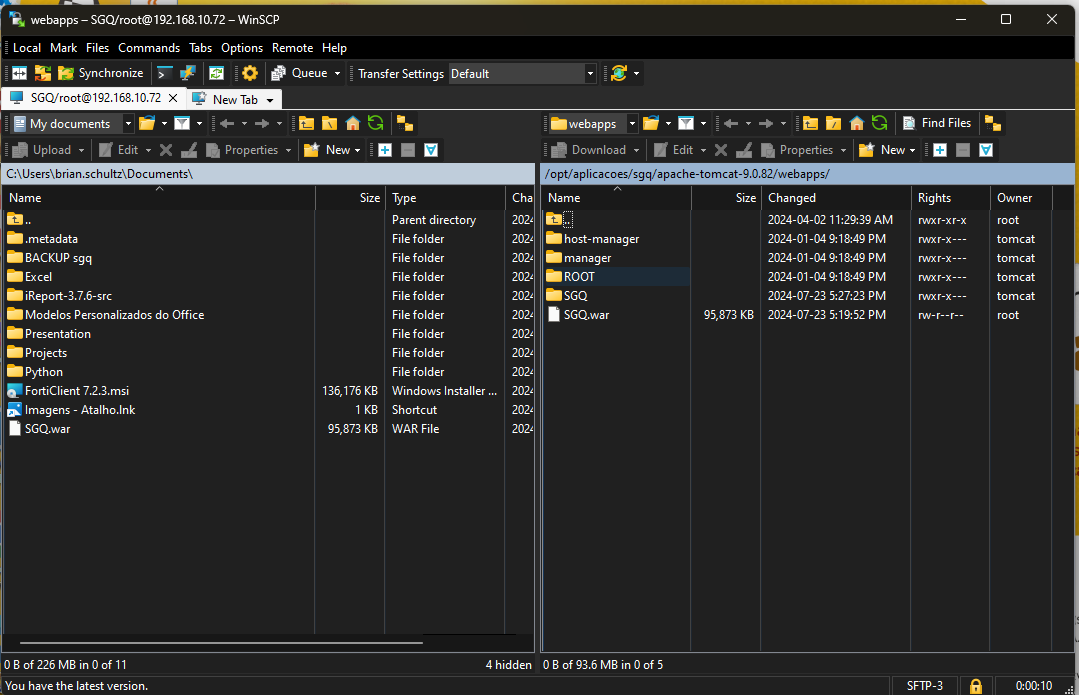 webapps – SGQ/root@192.168.10.72 – WinSCP
Local Mark Files Commands Tabs Options Remote Help
Synchronize Queue Transfer Settings Default
SGQ/root@192.168.10.72 New Tab
My documents webapps Find Files
Upload Edit Properties New Download Edit Properties New
C:\Users\brian.schultz\Documents\ /opt/aplicacoes/sgq/apache-tomcat-9.0.82/webapps/
Name Size Type Cha Name Size Changed Rights Owner
.. Parent directory 2024 .. 2024-04-02 11:29:39 AM rwxr-xr-x root
.metadata File folder 2024 host-manager 2024-01-04 9:18:49 PM rwxr-x--- tomcat
BACKUP sgq File folder 2024 manager 2024-01-04 9:18:49 PM rwxr-x--- tomcat
Excel File folder 2024 ROOT 2024-01-04 9:18:49 PM rwxr-x--- tomcat
iReport-3.7.6-src File folder 2024 SGQ 2024-07-23 5:27:23 PM rwxr-x--- tomcat
Modelos Personalizados do Office File folder 2024 SGQ.war 95,873 KB 2024-07-23 5:19:52 PM rw-r--r-- root
Presentation File folder 2024
Projects File folder 2024
Python File folder 2024
FortiClient 7.2.3.msi 136,176 KB Windows Installer ... 2024
Imagens - Atalho.lnk 1 KB Shortcut 2024
SGQ.war 95,873 KB WAR File 2024
0 B of 226 MB in 0 of 11 4 hidden 0 B of 93.6 MB in 0 of 5
You have the latest version. SFTP-3 0:00:10